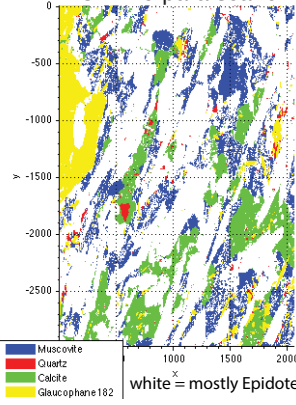 0
-500
-1000
-1500
-2000
-2500
y
1000 1500 2000
x
Muscovite
Quartz
Calcite
Glaucophane182
white = mostly Epidote